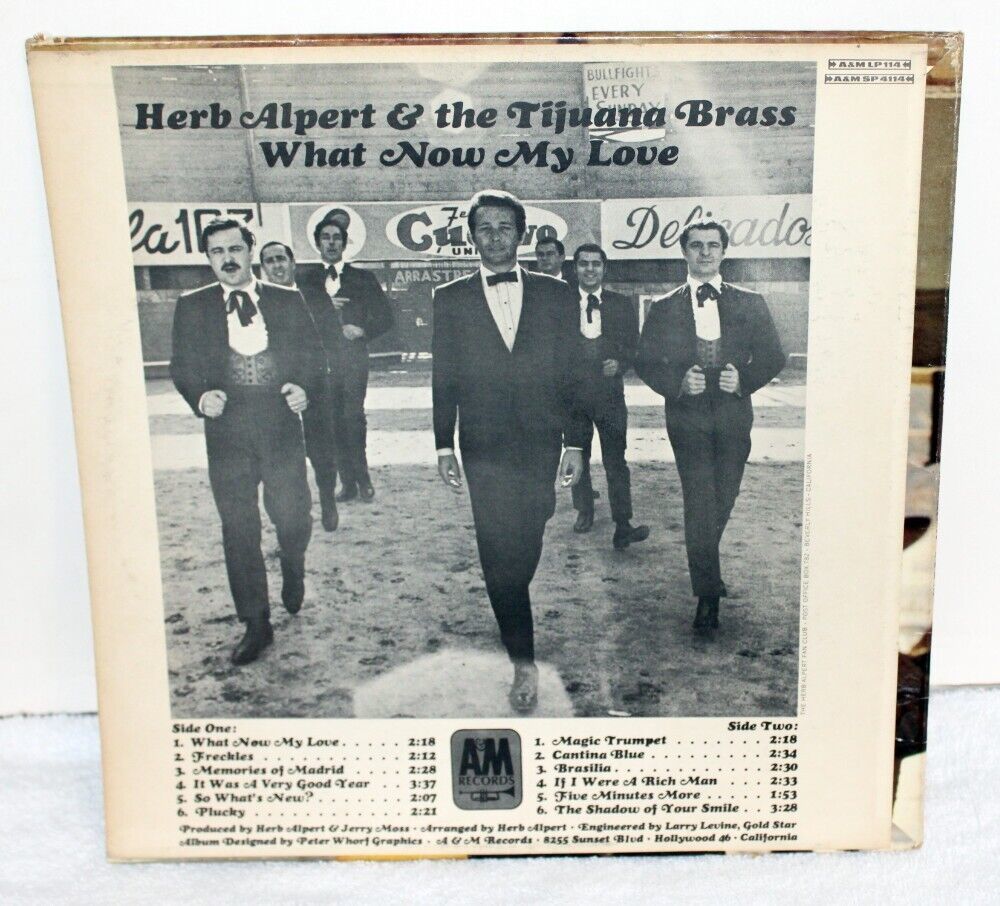 A&M LP 114
A&M SP 4114
BULLFIGHTS
EVERY
SUNDAY
Herb Alpert & the Tijuana Brass
What Now My Love
la 107
Cu vo
Delicados
ARRASTRE
THE HERB ALPERT FAN CLUB · POST OFFICE BOX 782 · BEVERLY HILLS · CALIFORNIA
Side One:
1. What Now My Love . . . . . . 2:18
2. Freckles . . . . . . . . . . . . 2:12
3. Memories of Madrid . . . . . 2:28
4. It Was A Very Good Year . . 3:37
5. So What's New? . . . . . . . . 2:07
6. Plucky . . . . . . . . . . . . . 2:21
A&M
RECORDS
Side Two:
1. Magic Trumpet . . . . . . . . 2:18
2. Cantina Blue . . . . . . . . . 2:34
3. Brasilia . . . . . . . . . . . . 2:30
4. If I Were A Rich Man . . . . 2:33
5. Five Minutes More . . . . . . 1:53
6. The Shadow of Your Smile . . 3:28
Produced by Herb Alpert & Jerry Moss · Arranged by Herb Alpert · Engineered by Larry Levine, Gold Star
Album Designed by Peter Whorf Graphics · A & M Records · 8255 Sunset Blvd · Hollywood 46 · California